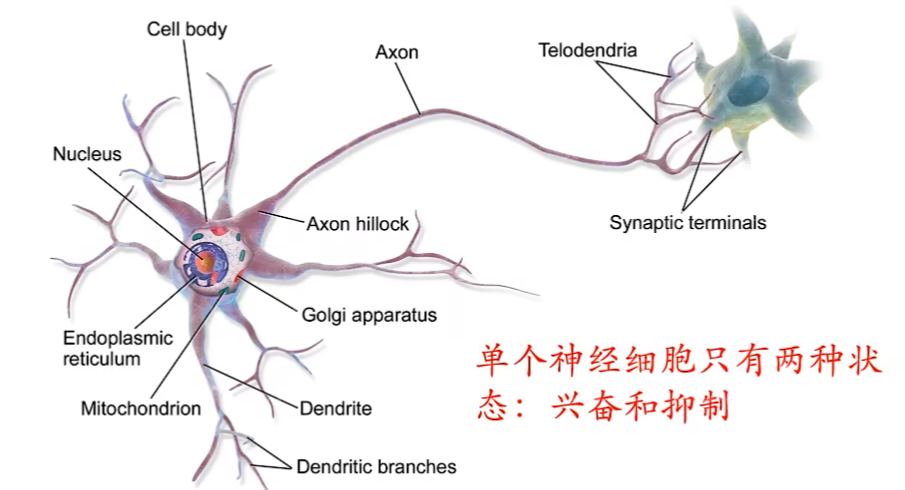 Cell body
Axon
Telodendria
Nucleus
Axon hillock
Synaptic terminals
Golgi apparatus
Endoplasmic
reticulum
Mitochondrion
Dendrite
Dendritic branches
单个神经细胞只有两种状
态：兴奋和抑制